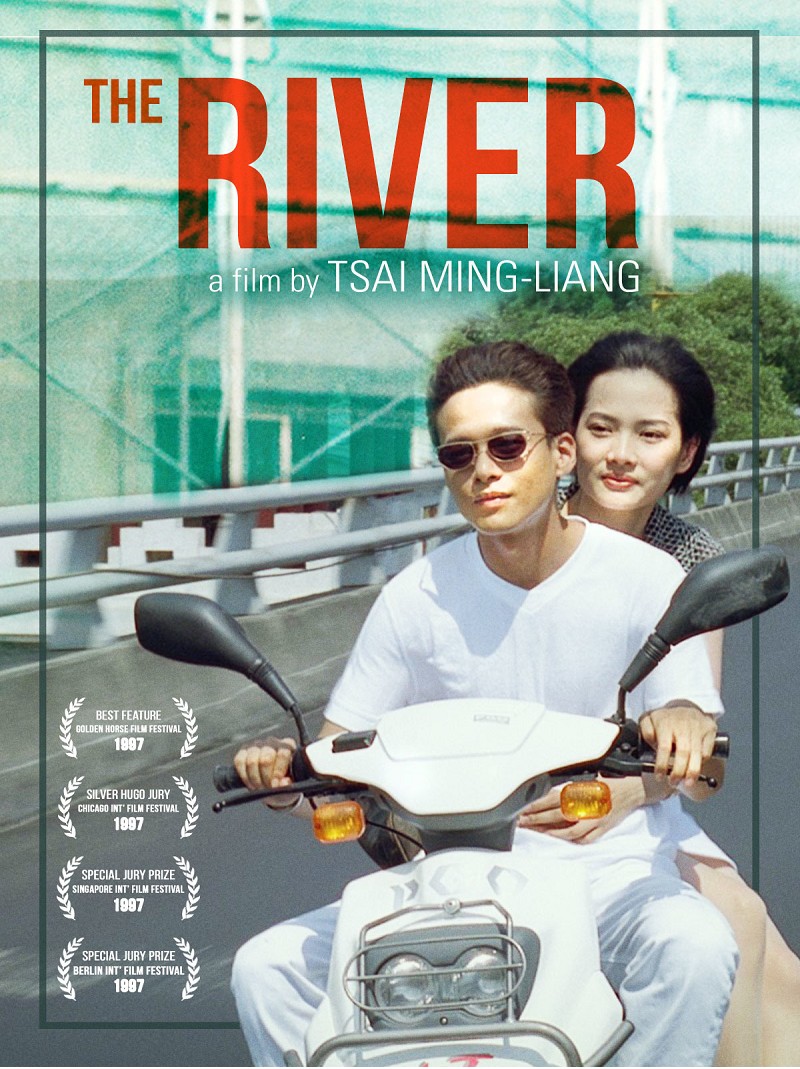 THE RIVER
a film by TSAI MING-LIANG
BEST FEATURE
GOLDEN HORSE FILM FESTIVAL
1997
SILVER HUGO JURY
CHICAGO INT' FILM FESTIVAL
1997
SPECIAL JURY PRIZE
SINGAPORE INT' FILM FESTIVAL
1997
SPECIAL JURY PRIZE
BERLIN INT' FILM FESTIVAL
1997
PGO